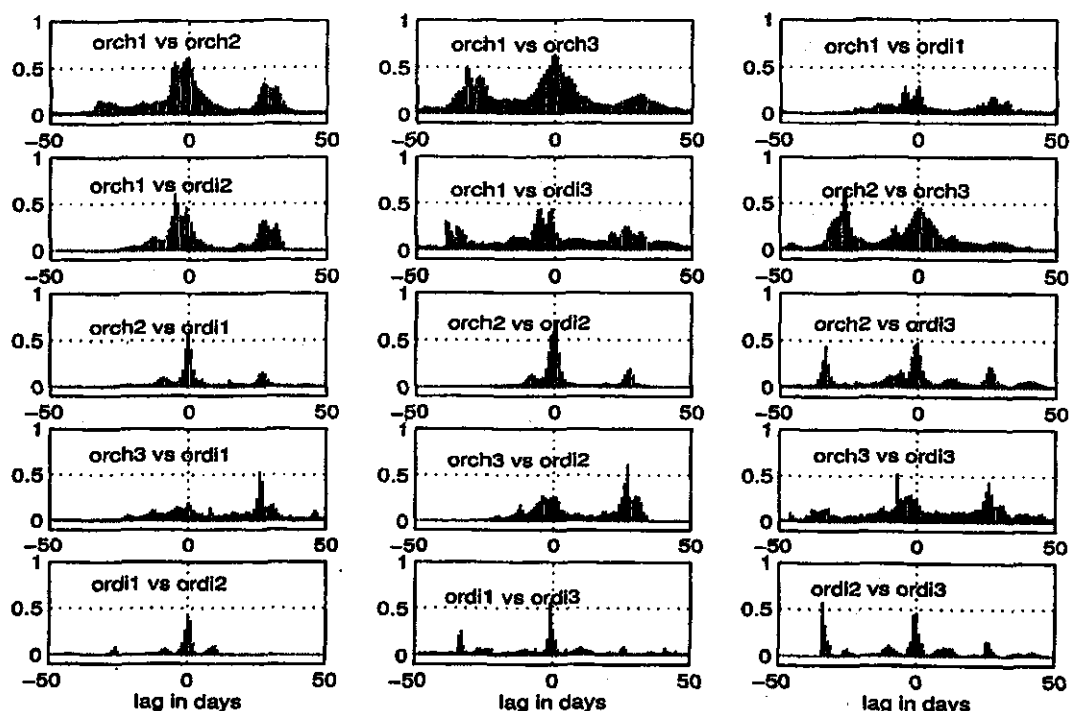 1 1 1
orch1 vs orch2 orch1 vs orch3 orch1 vs ordi1
0.5 0.5 0.5
0 0 0
−50 0 50 −50 0 50 −50 0 50
1 1 1
orch1 vs ordi2 orch1 vs ordi3 orch2 vs orch3
0.5 0.5 0.5
0 0 0
−50 0 50 −50 0 50 −50 0 50
1 1 1
orch2 vs ordi1 orch2 vs ordi2 orch2 vs ordi3
0.5 0.5 0.5
0 0 0
−50 0 50 −50 0 50 −50 0 50
1 1 1
orch3 vs ordi1 orch3 vs ordi2 orch3 vs ordi3
0.5 0.5 0.5
0 0 0
−50 0 50 −50 0 50 −50 0 50
1 1 1
ordi1 vs ordi2 ordi1 vs ordi3 ordi2 vs ordi3
0.5 0.5 0.5
0 0 0
−50 0 50 −50 0 50 −50 0 50
lag in days lag in days lag in days